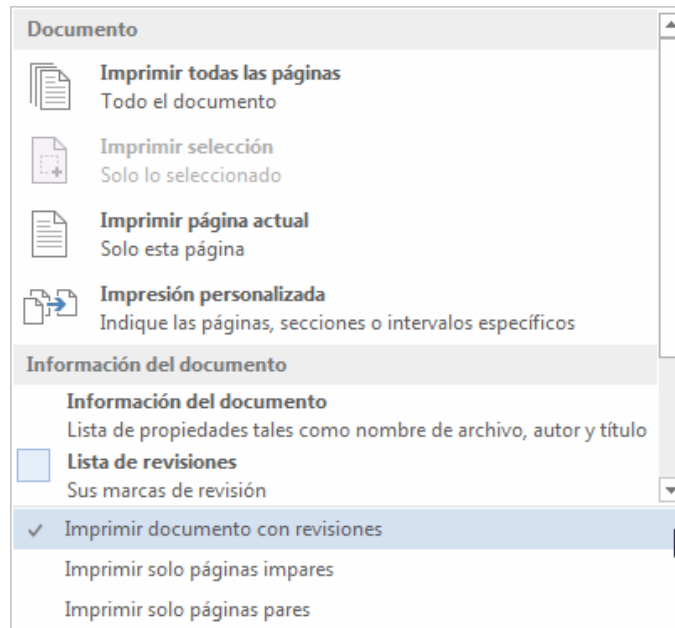 Documento
Imprimir todas las páginas
Todo el documento
Imprimir selección
Solo lo seleccionado
Imprimir página actual
Solo esta página
Impresión personalizada
Indique las páginas, secciones o intervalos específicos
Información del documento
Información del documento
Lista de propiedades tales como nombre de archivo, autor y título
Lista de revisiones
Sus marcas de revisión
Imprimir documento con revisiones
Imprimir solo páginas impares
Imprimir solo páginas pares